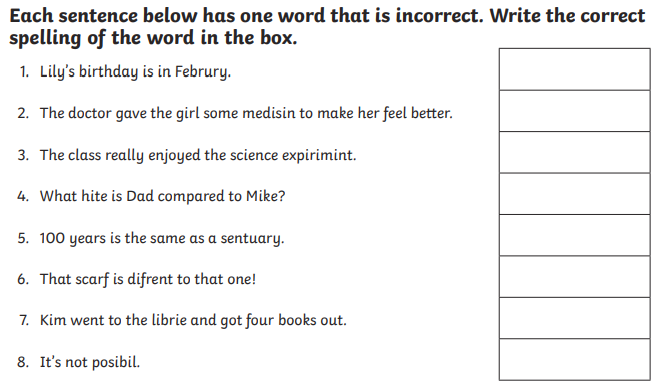 Each sentence below has one word that is incorrect. Write the correct
spelling of the word in the box.
1. Lily's birthday is in Februry.
2. The doctor gave the girl some medisin to make her feel better.
3. The class really enjoyed the science expirimint.
4. What hite is Dad compared to Mike?
5. 100 years is the same as a sentuary.
6. That scarf is difrent to that one!
7. Kim went to the librie and got four books out.
8. It's not posibil.